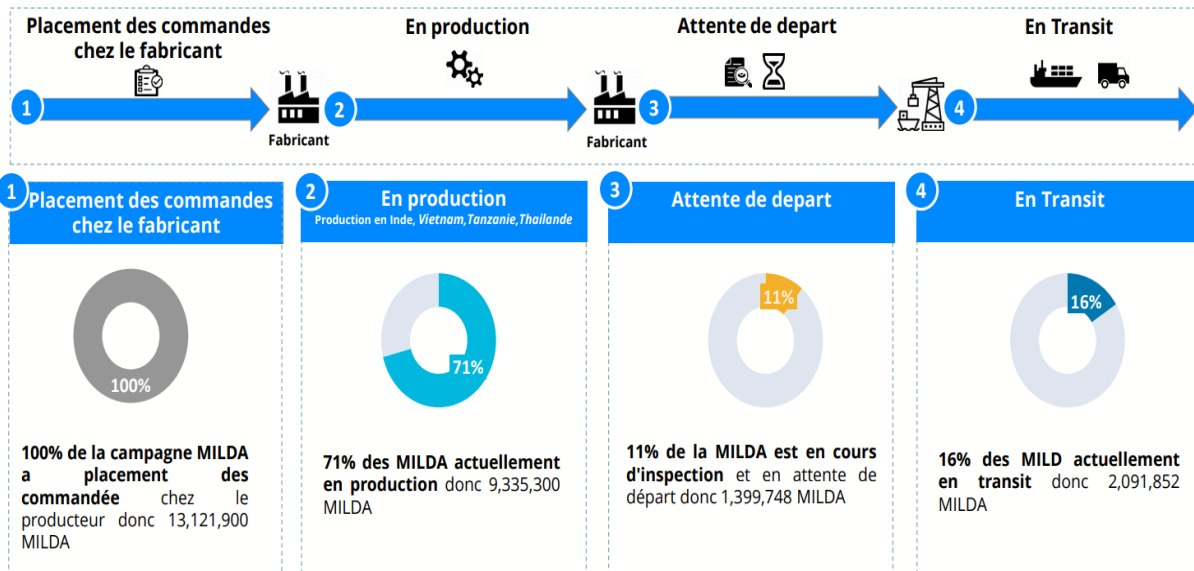 Placement des commandes
chez le fabricant
En production
Attente de depart
En Transit
1
Fabricant
2
Fabricant
3
4
1
Placement des commandes
chez le fabricant
2
En production
Production en Inde, Vietnam,Tanzanie,Thailande
3
Attente de depart
4
En Transit
100%
71%
11%
16%
100% de la campagne MILDA
a placement des
commandée chez le
producteur donc 13,121,900
MILDA
71% des MILDA actuellement
en production donc 9,335,300
MILDA
11% de la MILDA est en cours
d'inspection et en attente de
départ donc 1,399,748 MILDA
16% des MILD actuellement
en transit donc 2,091,852
MILDA